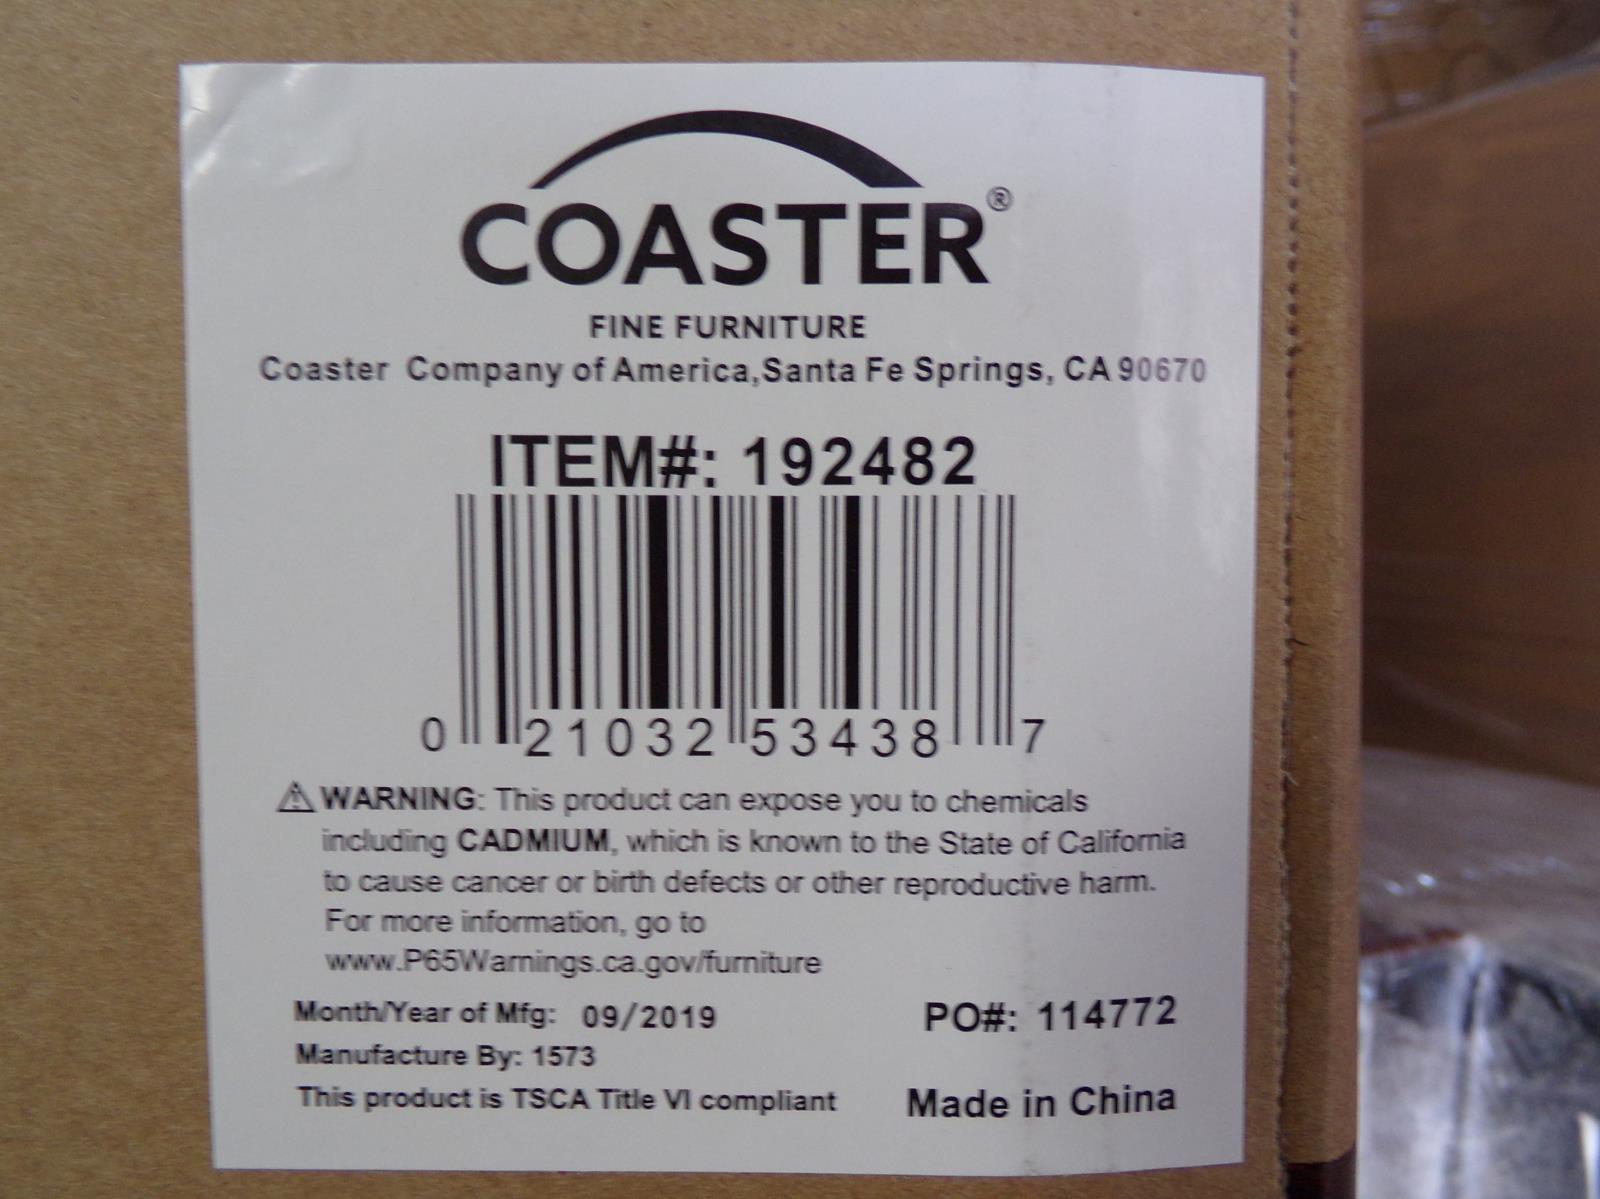 COASTER®
FINE FURNITURE
Coaster Company of America,Santa Fe Springs, CA 90670
ITEM#: 192482
0 21032 53438 7
WARNING: This product can expose you to chemicals
including CADMIUM, which is known to the State of California
to cause cancer or birth defects or other reproductive harm.
For more information, go to
www.P65Warnings.ca.gov/furniture
Month/Year of Mfg: 09/2019 PO#: 114772
Manufacture By: 1573
This product is TSCA Title VI compliant Made in China